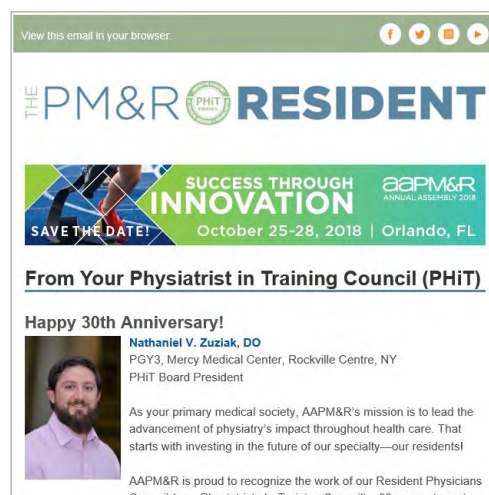 View this email in your browser.
THE PM&R PHiT RESIDENT
SUCCESS THROUGH
INNOVATION
aaPM&R
ANNUAL ASSEMBLY 2018
SAVE THE DATE!
October 25-28, 2018 | Orlando, FL
From Your Physiatrist in Training Council (PHiT)
Happy 30th Anniversary!
Nathaniel V. Zuziak, DO
PGY3, Mercy Medical Center, Rockville Centre, NY
PHiT Board President
As your primary medical society, AAPM&R's mission is to lead the
advancement of physiatry's impact throughout health care. That
starts with investing in the future of our specialty—our residents!
AAPM&R is proud to recognize the work of our Resident Physicians